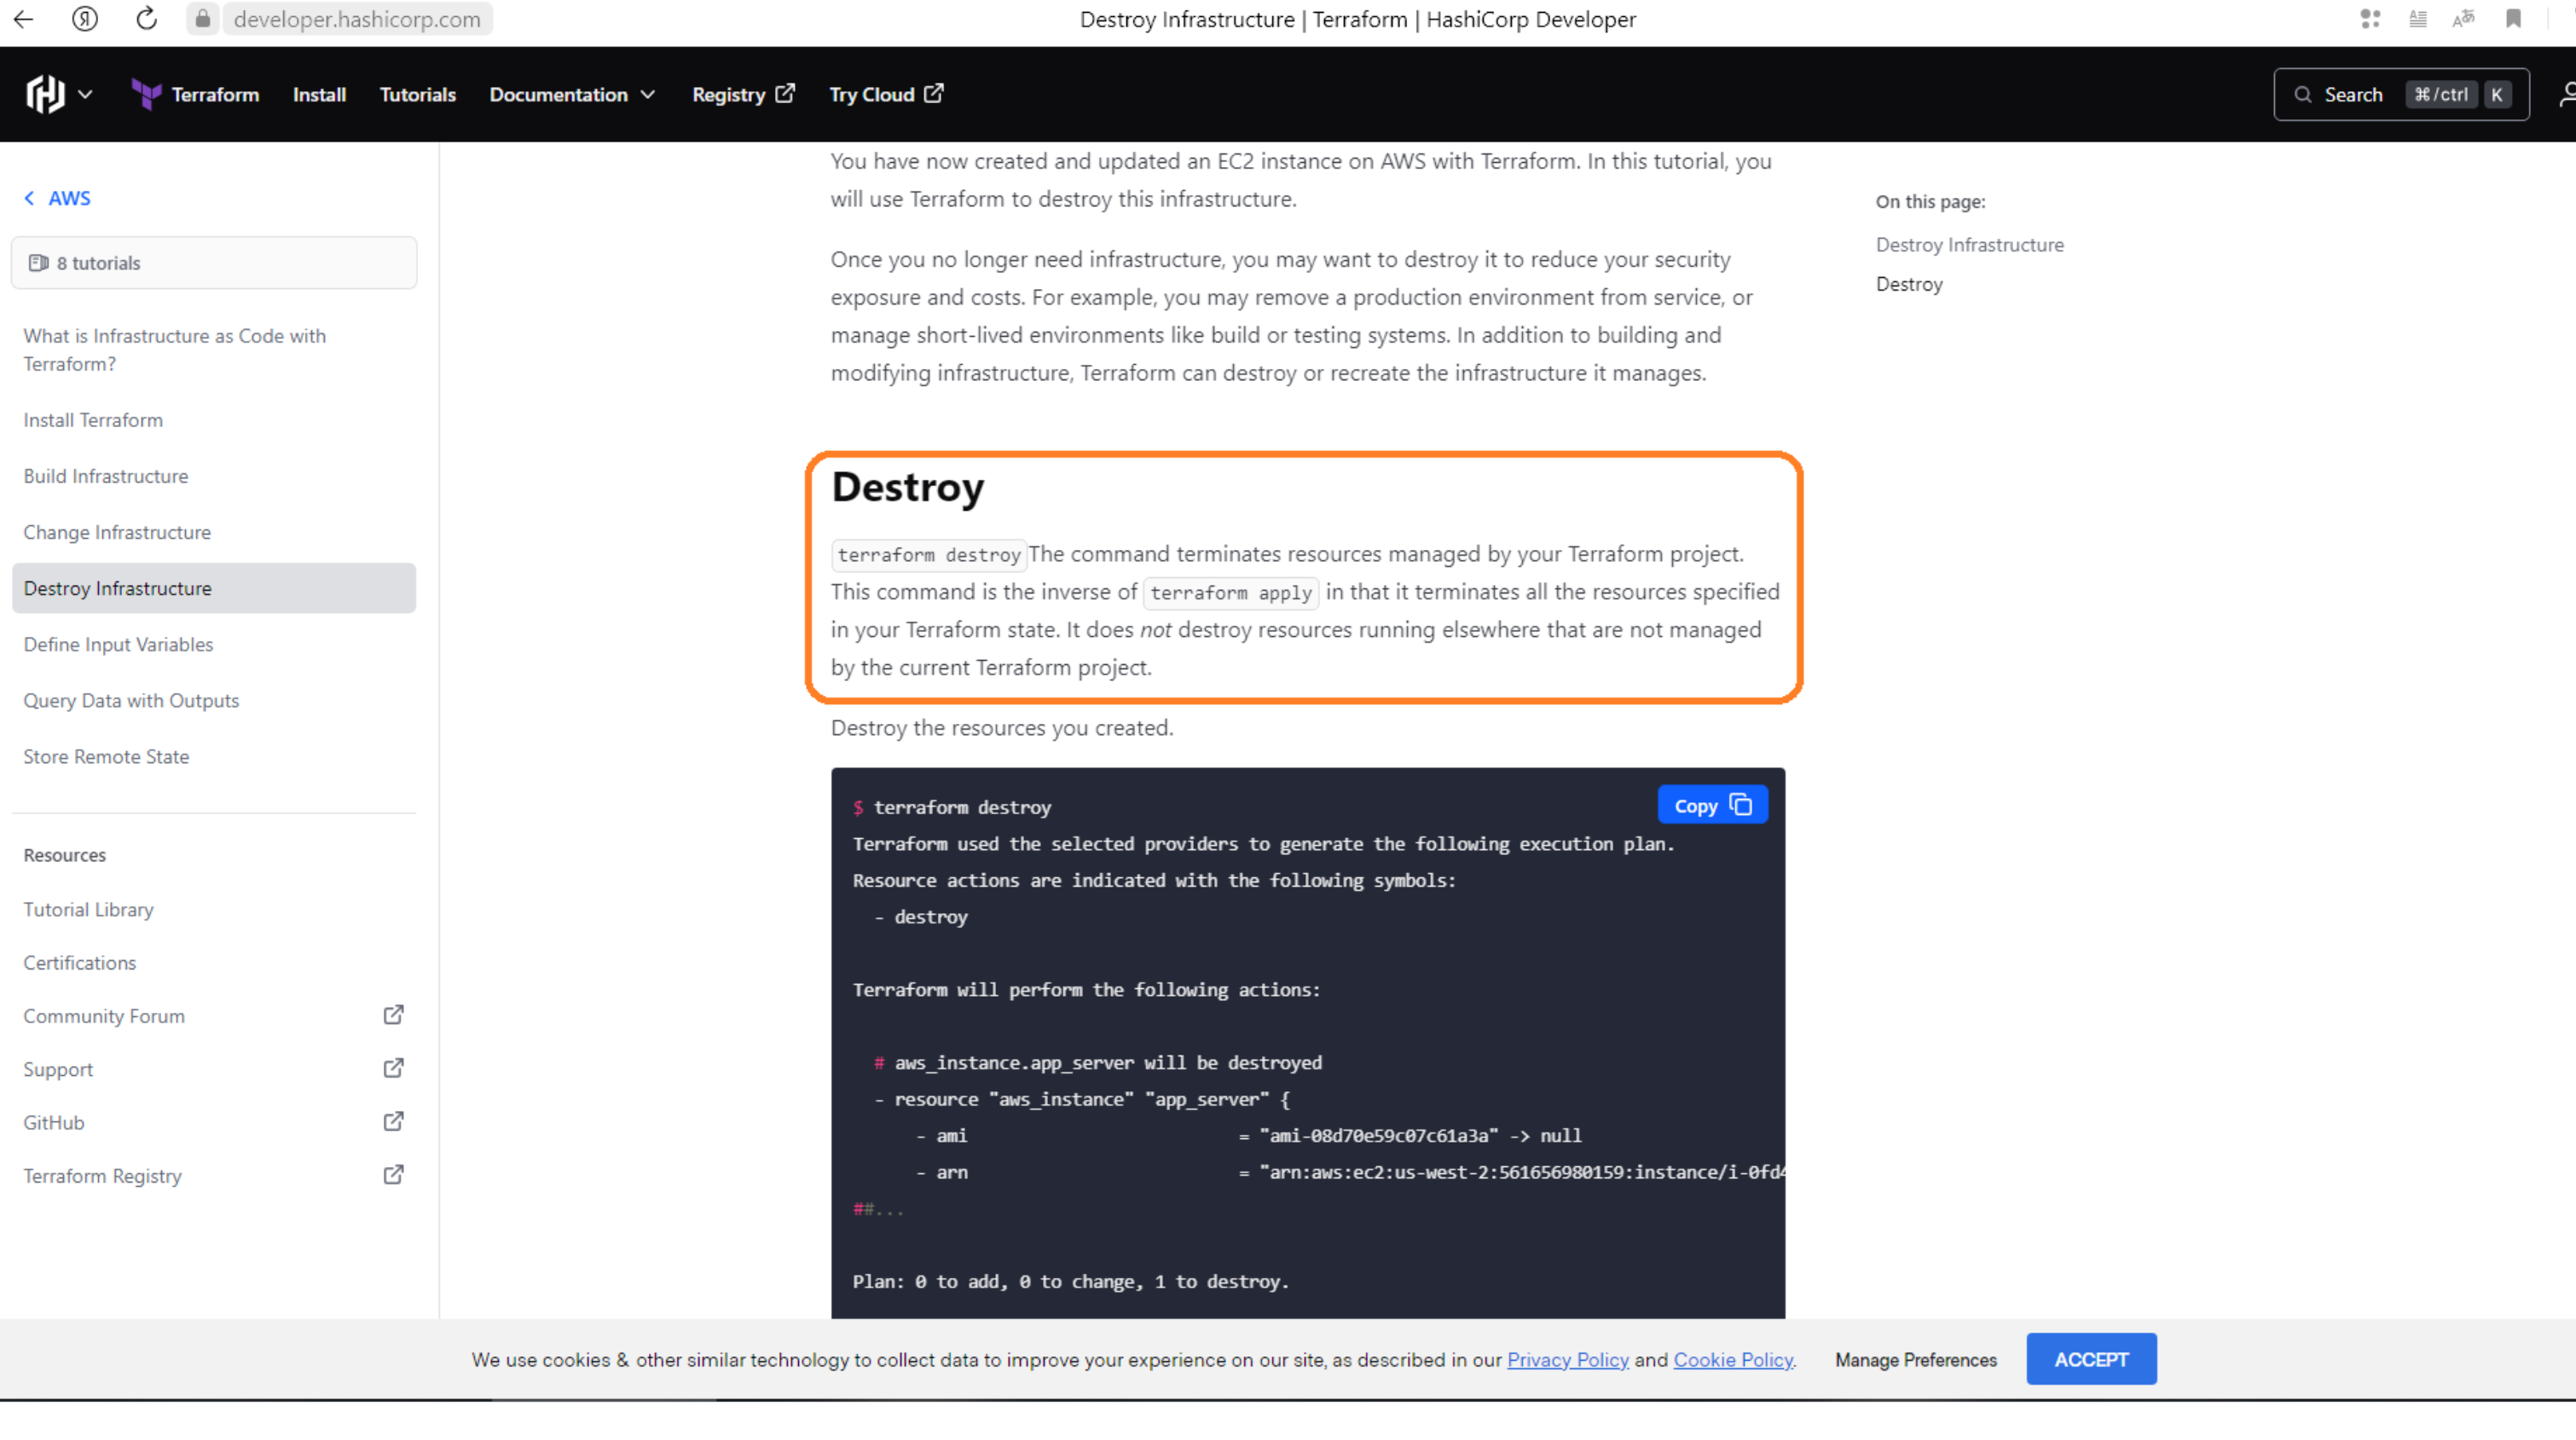 developer.hashicorp.com
Destroy Infrastructure | Terraform | HashiCorp Developer
Terraform
Install
Tutorials
Documentation
Registry
Try Cloud
Search
⌘/ctrl
K
AWS
8 tutorials
What is Infrastructure as Code with
Terraform?
Install Terraform
Build Infrastructure
Change Infrastructure
Destroy Infrastructure
Define Input Variables
Query Data with Outputs
Store Remote State
Resources
Tutorial Library
Certifications
Community Forum
Support
GitHub
Terraform Registry
You have now created and updated an EC2 instance on AWS with Terraform. In this tutorial, you
will use Terraform to destroy this infrastructure.
Once you no longer need infrastructure, you may want to destroy it to reduce your security
exposure and costs. For example, you may remove a production environment from service, or
manage short-lived environments like build or testing systems. In addition to building and
modifying infrastructure, Terraform can destroy or recreate the infrastructure it manages.
Destroy
terraform destroy The command terminates resources managed by your Terraform project.
This command is the inverse of terraform apply in that it terminates all the resources specified
in your Terraform state. It does not destroy resources running elsewhere that are not managed
by the current Terraform project.
Destroy the resources you created.
Copy
$ terraform destroy
Terraform used the selected providers to generate the following execution plan.
Resource actions are indicated with the following symbols:
- destroy
Terraform will perform the following actions:
# aws_instance.app_server will be destroyed
- resource "aws_instance" "app_server" {
- ami = "ami-08d70e59c07c61a3a" -> null
- arn = "arn:aws:ec2:us-west-2:561656980159:instance/i-0fd4
##...
Plan: 0 to add, 0 to change, 1 to destroy.
On this page:
Destroy Infrastructure
Destroy
We use cookies & other similar technology to collect data to improve your experience on our site, as described in our Privacy Policy and Cookie Policy.
Manage Preferences
ACCEPT